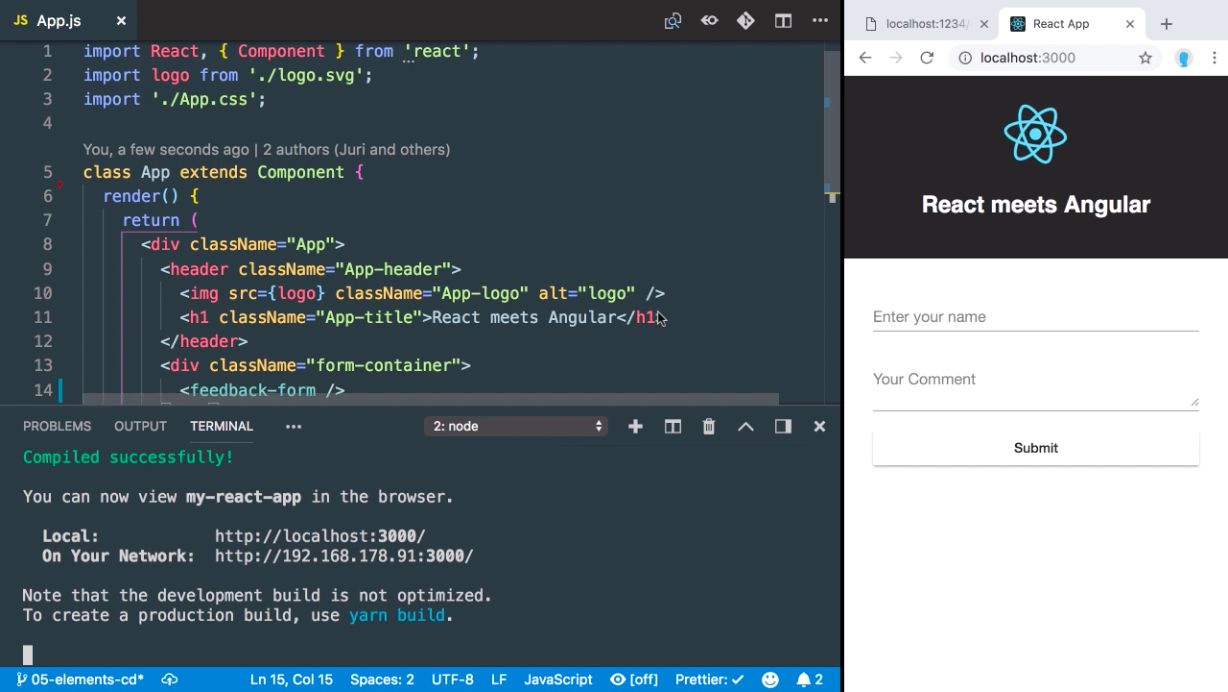 JS App.js
1 import React, { Component } from 'react';
2 import logo from './logo.svg';
3 import './App.css';
4
You, a few seconds ago | 2 authors (Juri and others)
5 class App extends Component {
6 render() {
7 return (
8 <div className="App">
9 <header className="App-header">
10 <img src={logo} className="App-logo" alt="logo" />
11 <h1 className="App-title">React meets Angular</h1>
12 </header>
13 <div className="form-container">
14 <feedback-form />
PROBLEMS OUTPUT TERMINAL ••• 2: node
Compiled successfully!
You can now view my-react-app in the browser.
Local: http://localhost:3000/
On Your Network: http://192.168.178.91:3000/
Note that the development build is not optimized.
To create a production build, use yarn build.
05-elements-cd* Ln 15, Col 15 Spaces: 2 UTF-8 LF JavaScript [off] Prettier: ✓ 2
localhost:1234/ React App
localhost:3000
React meets Angular
Enter your name
Your Comment
Submit